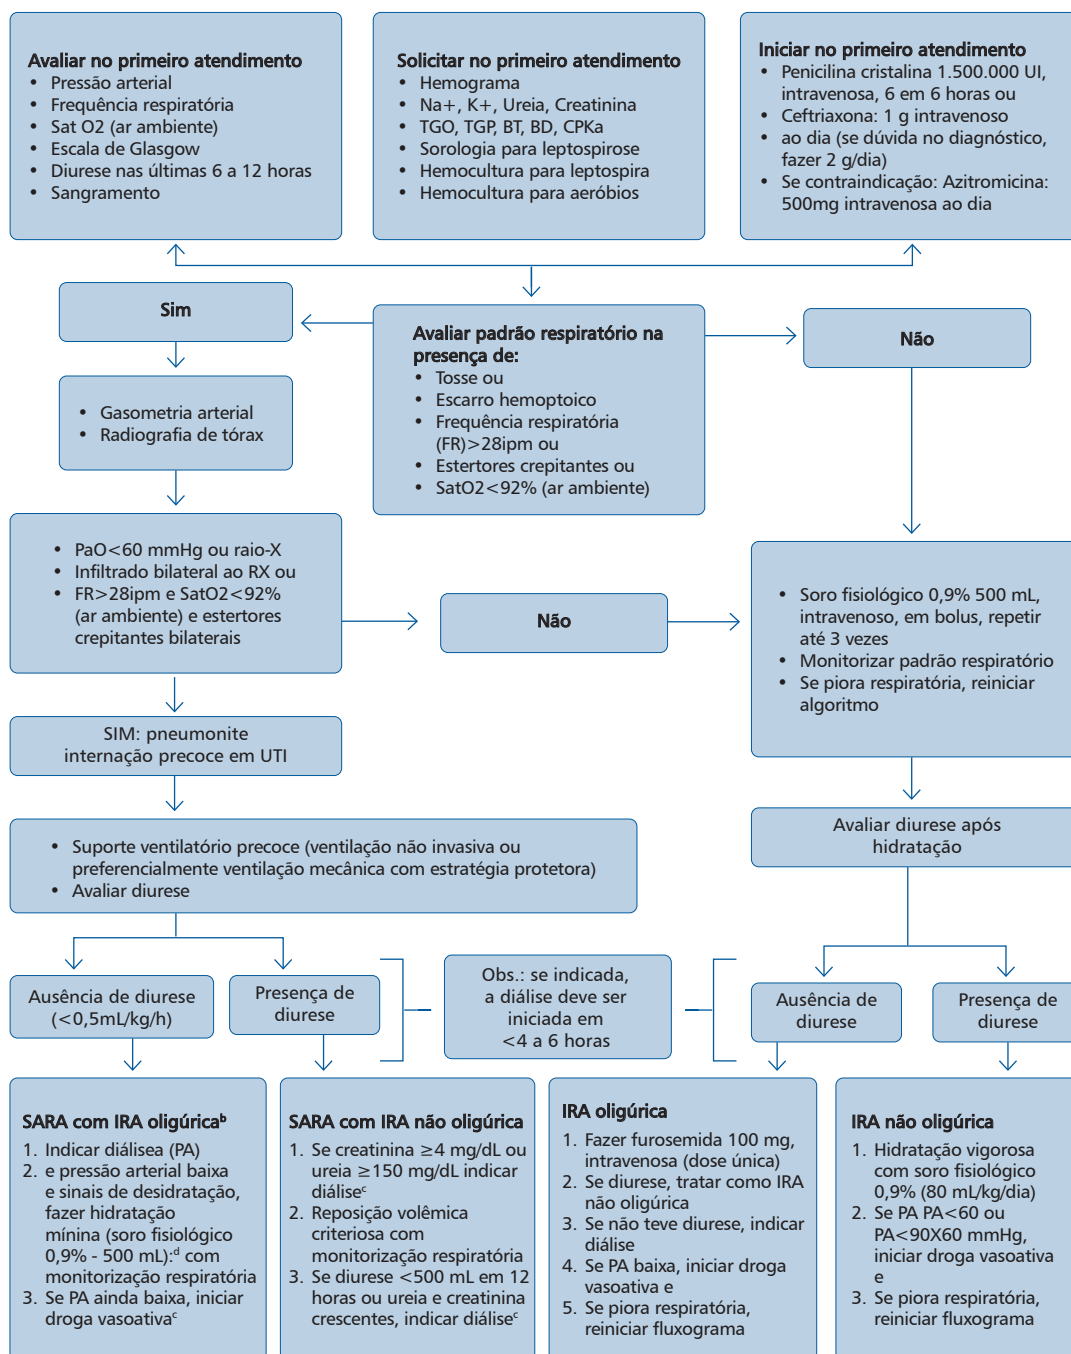 Avaliar no primeiro atendimento
• Pressão arterial
• Frequência respiratória
• Sat O2 (ar ambiente)
• Escala de Glasgow
• Diurese nas últimas 6 a 12 horas
• Sangramento
Solicitar no primeiro atendimento
• Hemograma
• Na+, K+, Ureia, Creatinina
• TGO, TGP, BT, BD, CPKa
• Sorologia para leptospirose
• Hemocultura para leptospira
• Hemocultura para aeróbios
Iniciar no primeiro atendimento
• Penicilina cristalina 1.500.000 UI,
intravenosa, 6 em 6 horas ou
• Ceftriaxona: 1 g intravenoso
• ao dia (se dúvida no diagnóstico,
fazer 2 g/dia)
• Se contraindicação: Azitromicina:
500mg intravenosa ao dia
Sim
Avaliar padrão respiratório na
presença de:
• Tosse ou
• Escarro hemoptoico
• Frequência respiratória
(FR)>28ipm ou
• Estertores crepitantes ou
• SatO2<92% (ar ambiente)
Não
• Gasometria arterial
• Radiografia de tórax
• PaO<60 mmHg ou raio-X
• Infiltrado bilateral ao RX ou
• FR>28ipm e SatO2<92%
(ar ambiente) e estertores
crepitantes bilaterais
Não
• Soro fisiológico 0,9% 500 mL,
intravenoso, em bolus, repetir
até 3 vezes
• Monitorizar padrão respiratório
• Se piora respiratória, reiniciar
algoritmo
SIM: pneumonite
internação precoce em UTI
• Suporte ventilatório precoce (ventilação não invasiva ou
preferencialmente ventilação mecânica com estratégia protetora)
• Avaliar diurese
Avaliar diurese após
hidratação
Ausência de diurese
(<0,5mL/kg/h)
Presença de
diurese
Obs.: se indicada,
a diálise deve ser
iniciada em
<4 a 6 horas
Ausência de
diurese
Presença de
diurese
SARA com IRA oligúricaᵇ
1. Indicar diálisea (PA)
2. e pressão arterial baixa
e sinais de desidratação,
fazer hidratação
mínina (soro fisiológico
0,9% - 500 mL):ᵈ com
monitorização respiratória
3. Se PA ainda baixa, iniciar
droga vasoativaᶜ
SARA com IRA não oligúrica
1. Se creatinina ≥4 mg/dL ou
ureia ≥150 mg/dL indicar
diáliseᶜ
2. Reposição volêmica
criteriosa com
monitorização respiratória
3. Se diurese <500 mL em 12
horas ou ureia e creatinina
crescentes, indicar diáliseᶜ
IRA oligúrica
1. Fazer furosemida 100 mg,
intravenosa (dose única)
2. Se diurese, tratar como IRA
não oligúrica
3. Se não teve diurese, indicar
diálise
4. Se PA baixa, iniciar droga
vasoativa e
5. Se piora respiratória,
reiniciar fluxograma
IRA não oligúrica
1. Hidratação vigorosa
com soro fisiológico
0,9% (80 mL/kg/dia)
2. Se PA PA<60 ou
PA<90X60 mmHg,
iniciar droga vasoativa
e
3. Se piora respiratória,
reiniciar fluxograma